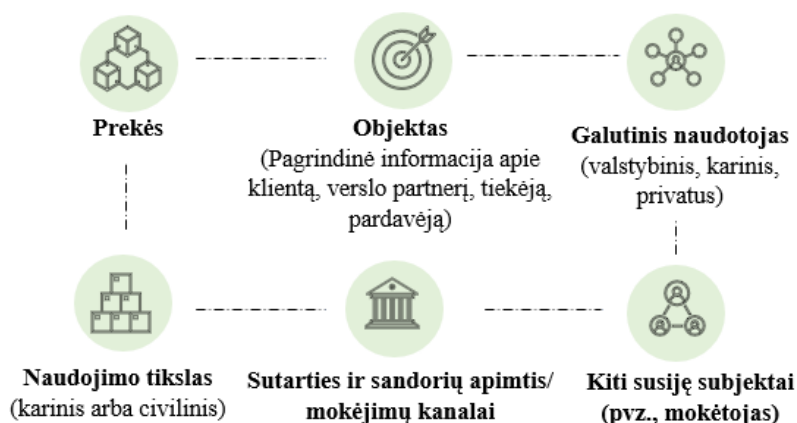 Prekės
Objektas
(Pagrindinė informacija apie
klientą, verslo partnerį, tiekėją,
pardavėją)
Galutinis naudotojas
(valstybinis, karinis,
privatus)
Naudojimo tikslas
(karinis arba civilinis)
Sutarties ir sandorių apimtis/
mokėjimų kanalai
Kiti susiję subjektai
(pvz., mokėtojas)